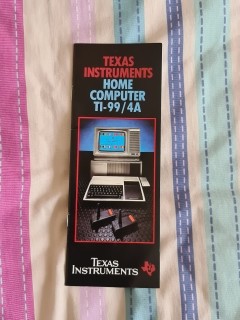 TEXAS
INSTRUMENTS
HOME
COMPUTER
TI-99/4A
TEXAS
INSTRUMENTS